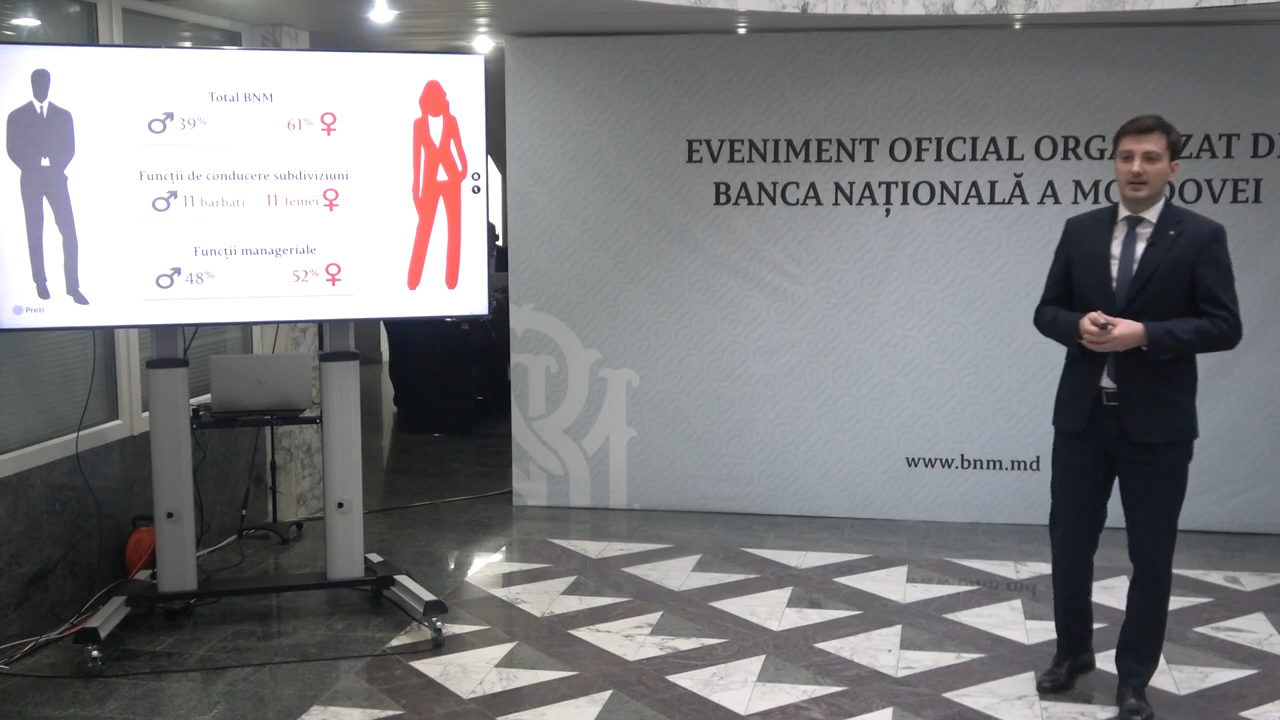 Total BNM
39% 61%
Funcții de conducere subdiviziuni
11 barbati 11 femei
Funcții manageriale
48% 52%
Prezi
EVENIMENT OFICIAL ORGANIZAT DE
BANCA NAȚIONALĂ A MOLDOVEI
www.bnm.md